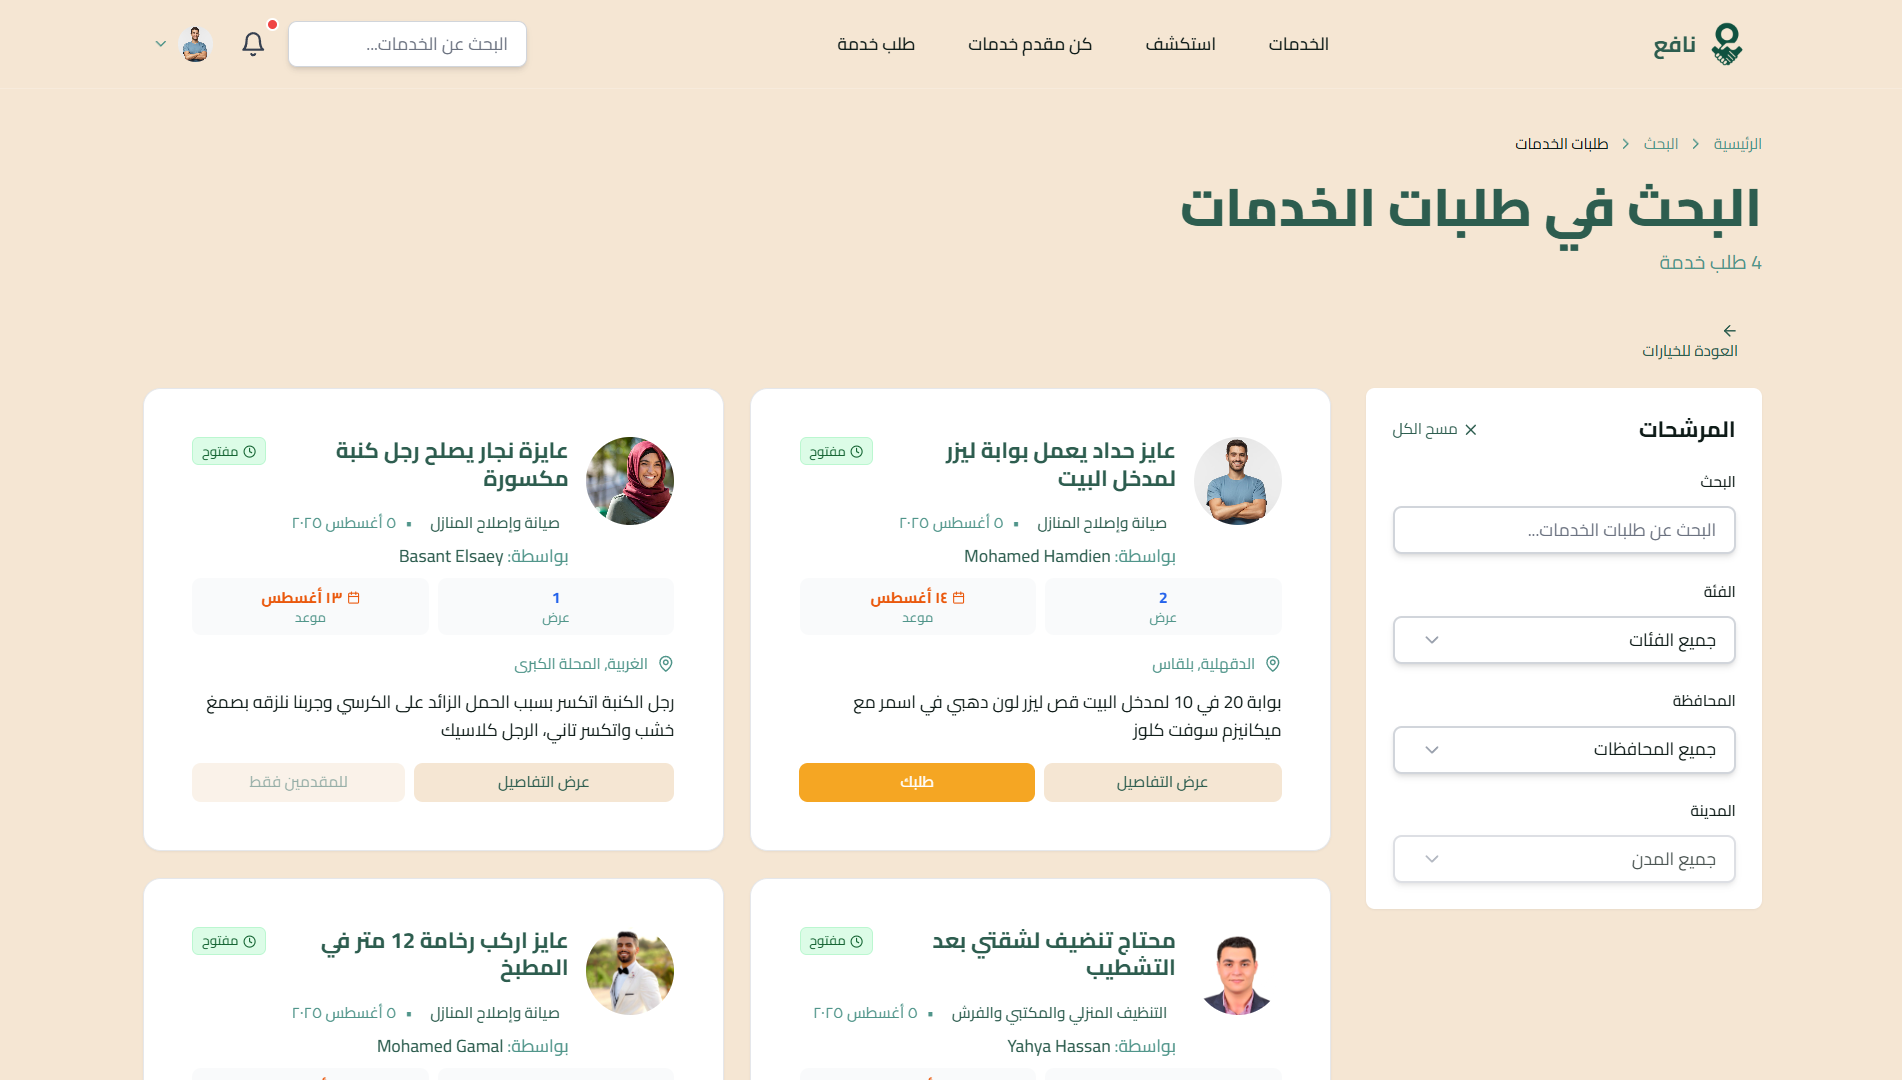 نافع
الخدمات
استكشف
كن مقدم خدمات
طلب خدمة
البحث عن الخدمات...
الرئيسية
البحث
طلبات الخدمات
البحث في طلبات الخدمات
4 طلب خدمة
العودة للخيارات
المرشحات
مسح الكل
البحث
البحث عن طلبات الخدمات...
الفئة
جميع الفئات
المحافظة
جميع المحافظات
المدينة
جميع المدن
عايز حداد يعمل بوابة ليزر
لمدخل البيت
مفتوح
صيانة وإصلاح المنازل • ٥ أغسطس ٢٠٢٥
بواسطة: Mohamed Hamdien
2
عرض
١٤ أغسطس
موعد
الدقهلية, بلقاس
بوابة 20 في 10 لمدخل البيت قص ليزر لون دهبي في اسمر مع
ميكانيزم سوفت كلوز
عرض التفاصيل
طلبك
عايزة نجار يصلح رجل كنبة
مكسورة
مفتوح
صيانة وإصلاح المنازل • ٥ أغسطس ٢٠٢٥
بواسطة: Basant Elsaey
1
عرض
١٣ أغسطس
موعد
الغربية, المحلة الكبرى
رجل الكنبة اتكسر بسبب الحمل الزائد على الكرسي وجربنا نلزقه بصمغ
خشب واتكسر تاني، الرجل كلاسيك
عرض التفاصيل
للمقدمين فقط
محتاج تنضيف لشقتي بعد
التشطيب
مفتوح
التنظيف المنزلي والمكتبي والفرش • ٥ أغسطس ٢٠٢٥
بواسطة: Yahya Hassan
عايز اركب رخامة 12 متر في
المطبخ
مفتوح
صيانة وإصلاح المنازل • ٥ أغسطس ٢٠٢٥
بواسطة: Mohamed Gamal